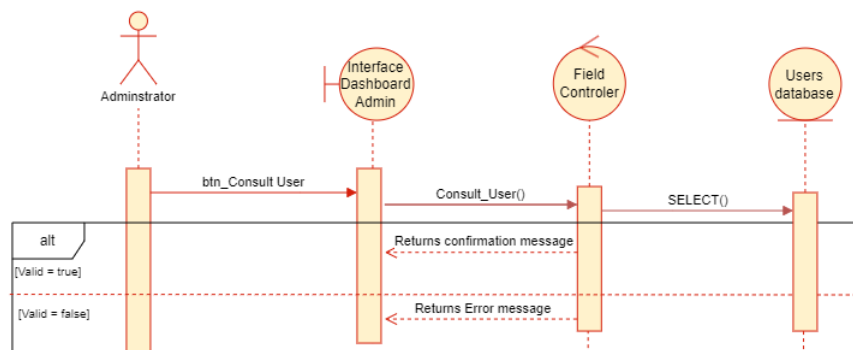 Adminstrator
Interface
Dashboard
Admin
Field
Controler
Users
database
btn_Consult User
Consult_User()
SELECT()
alt
Returns confirmation message
[Valid = true]
Returns Error message
[Valid = false]